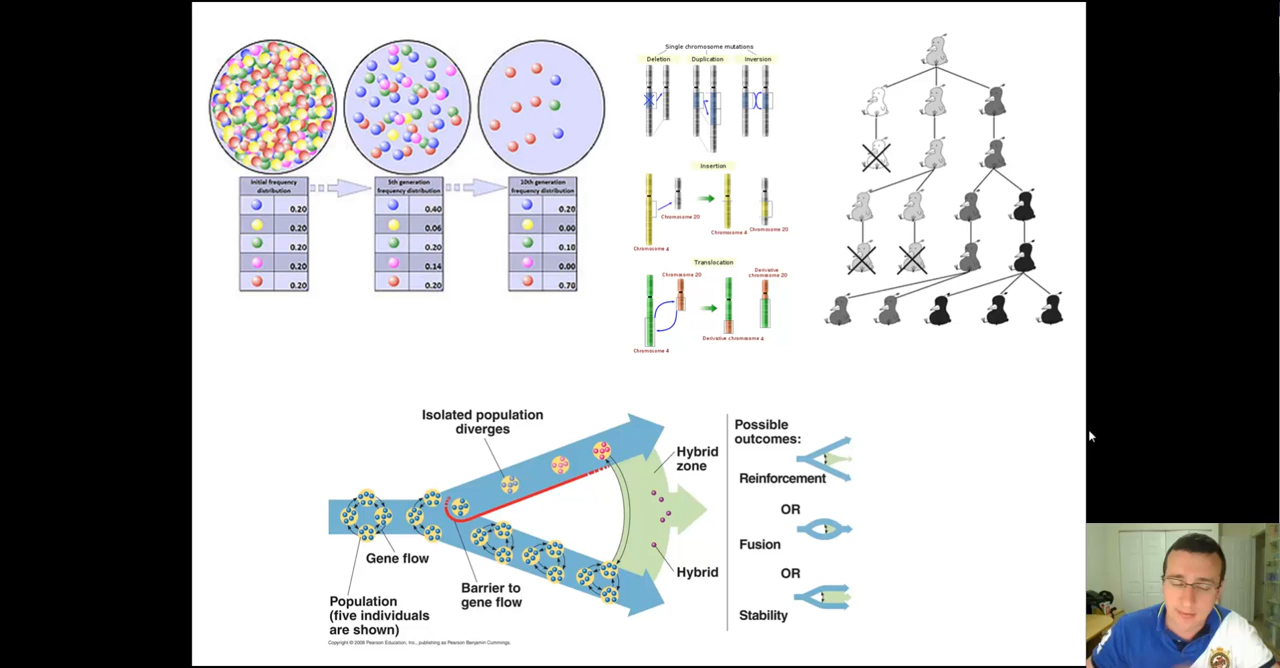 Initial frequency
distribution
0.20
0.20
0.20
0.20
0.20
5th generation
frequency distribution
0.40
0.06
0.20
0.14
0.20
10th generation
frequency distribution
0.20
0.00
0.10
0.00
0.70
Single chromosome mutations
Deletion
Duplication
Inversion
Insertion
Chromosome 20
Chromosome 4
Chromosome 4
Chromosome 20
Translocation
Chromosome 20
Derivative
chromosome 20
Chromosome 4
Derivative chromosome 4
Isolated population
diverges
Hybrid
zone
Gene flow
Barrier to
gene flow
Hybrid
Population
(five individuals
are shown)
Possible
outcomes:
Reinforcement
OR
Fusion
OR
Stability
Copyright © 2008 Pearson Education, Inc., publishing as Pearson Benjamin Cummings.